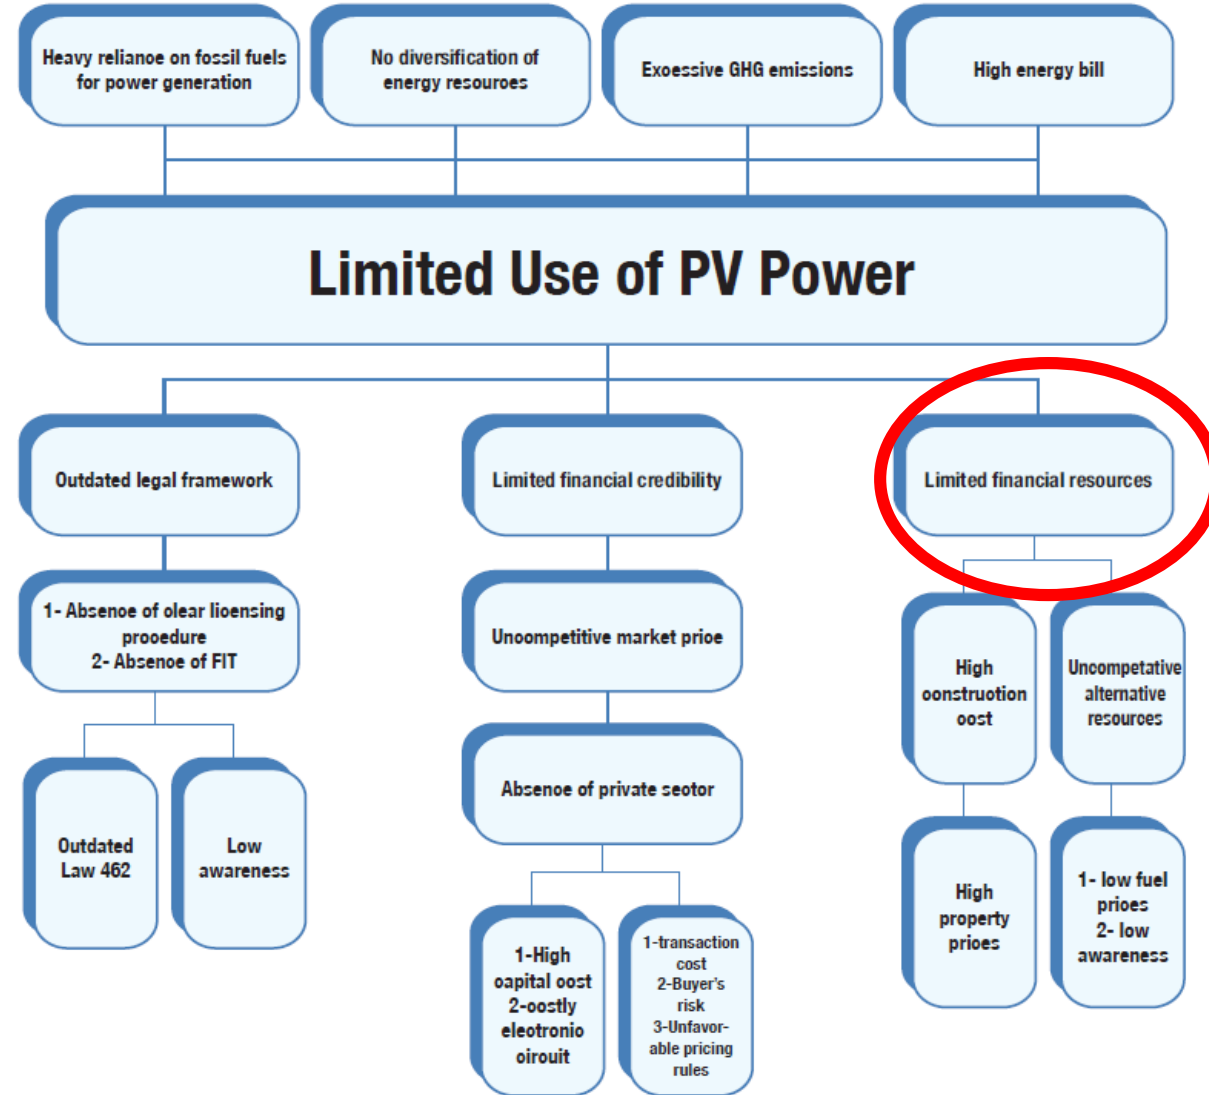 Heavy relianoe on fossil fuels
for power generation
No diversification of
energy resouroes
Exoessive GHG emissions
High energy bill
Limited Use of PV Power
Outdated legal framework
Limited financial credibility
Limited financial resources
1- Absenoe of olear lioensing
prooedure
2- Absence of FIT
Unoompetitive market prioe
High
oonstruotion
oost
Uncompetative
alternative
resources
Absenoe of private seotor
Outdated
Law 462
Low
awareness
High
property
prioes
1- low fuel
prioes
2- low
awareness
1-High
oapital oost
2-oostly
eleotronio
oirouit
1-transaction
cost
2-Buyer's
risk
3-Unfavor-
able pricing
rules